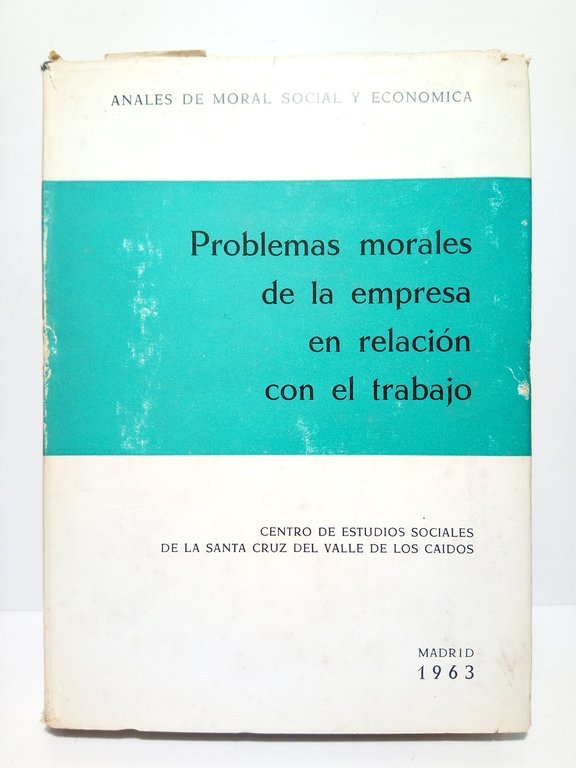 ANALES DE MORAL SOCIAL Y ECONOMICA
Problemas morales
de la empresa
en relación
con el trabajo
CENTRO DE ESTUDIOS SOCIALES
DE LA SANTA CRUZ DEL VALLE DE LOS CAIDOS
MADRID
1963